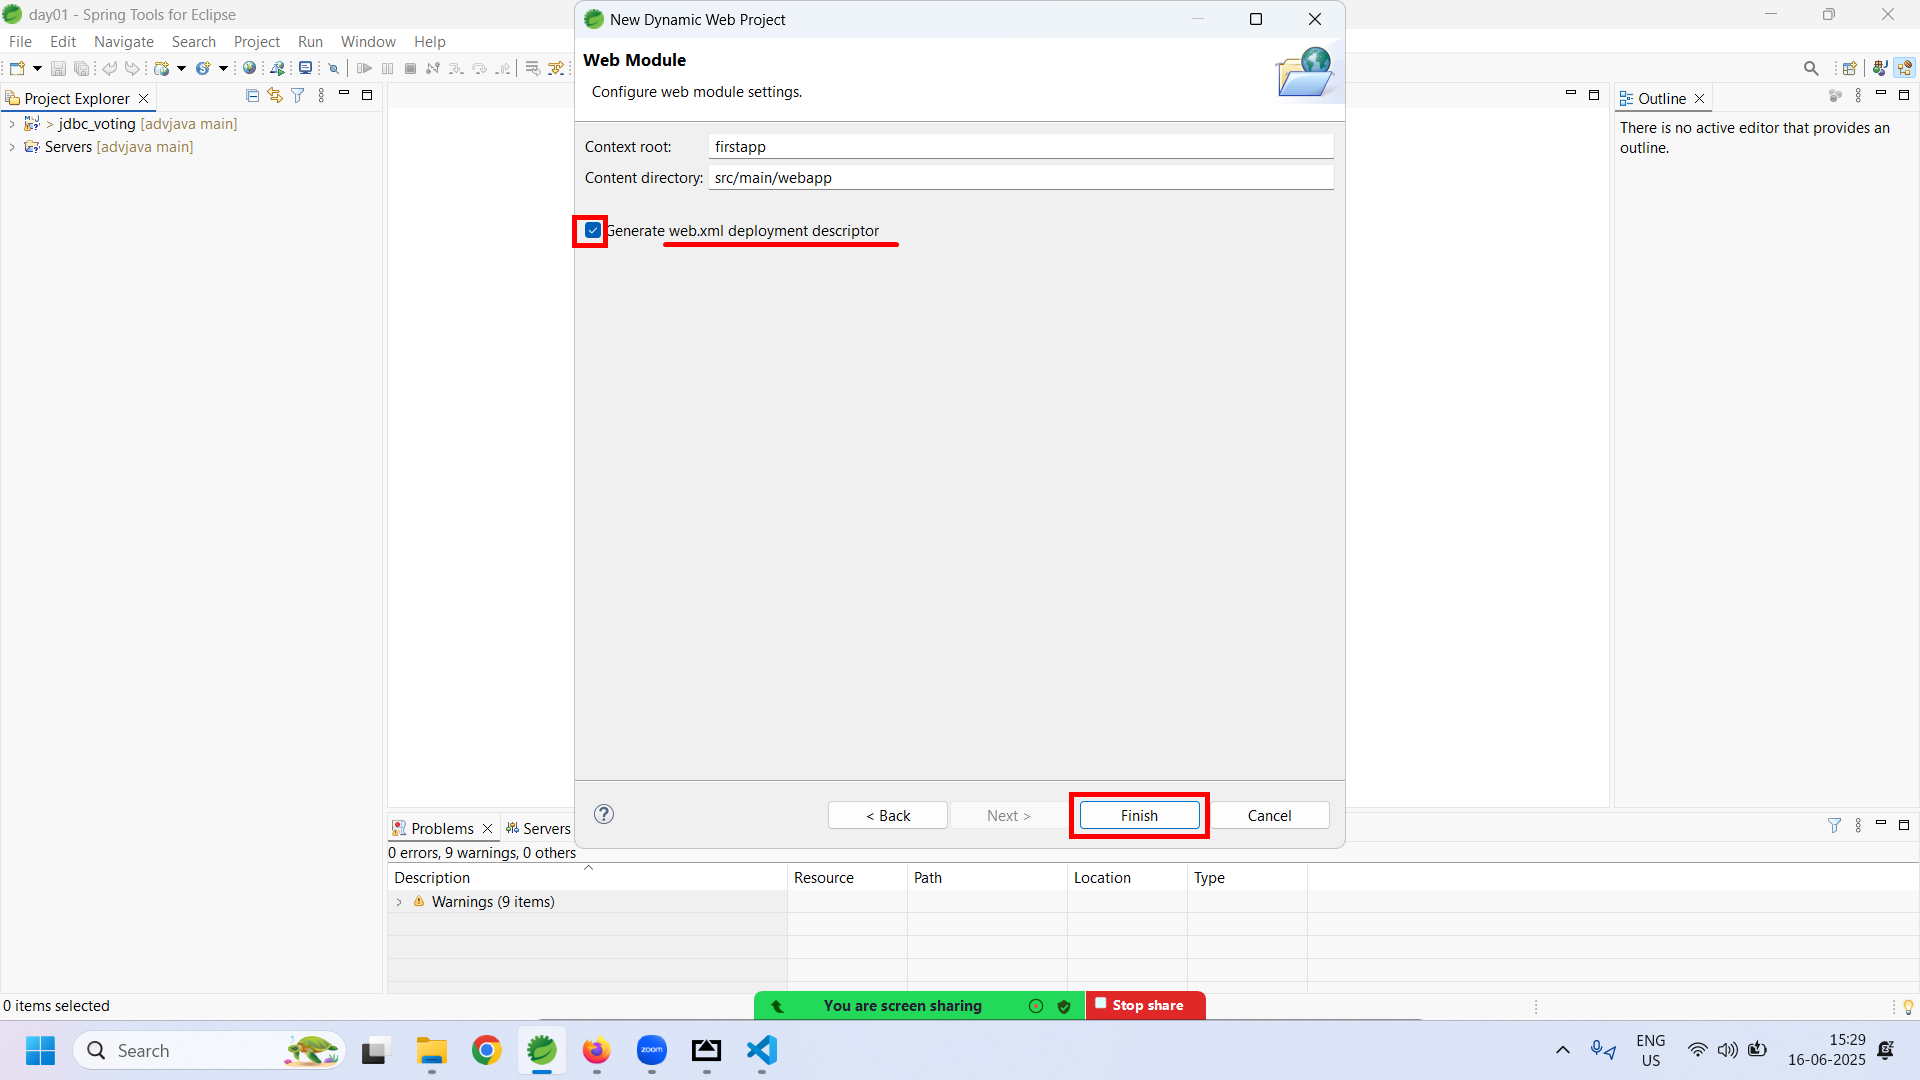 day01 - Spring Tools for Eclipse
File Edit Navigate Search Project Run Window Help
Project Explorer
> jdbc_voting [advjava main]
Servers [advjava main]
New Dynamic Web Project
Web Module
Configure web module settings.
Context root: firstapp
Content directory: src/main/webapp
Generate web.xml deployment descriptor
< Back Next > Finish Cancel
Outline
There is no active editor that provides an
outline.
Problems Servers
0 errors, 9 warnings, 0 others
Description Resource Path Location Type
Warnings (9 items)
0 items selected
You are screen sharing Stop share
Search
zoom
ENG
US
15:29
16-06-2025